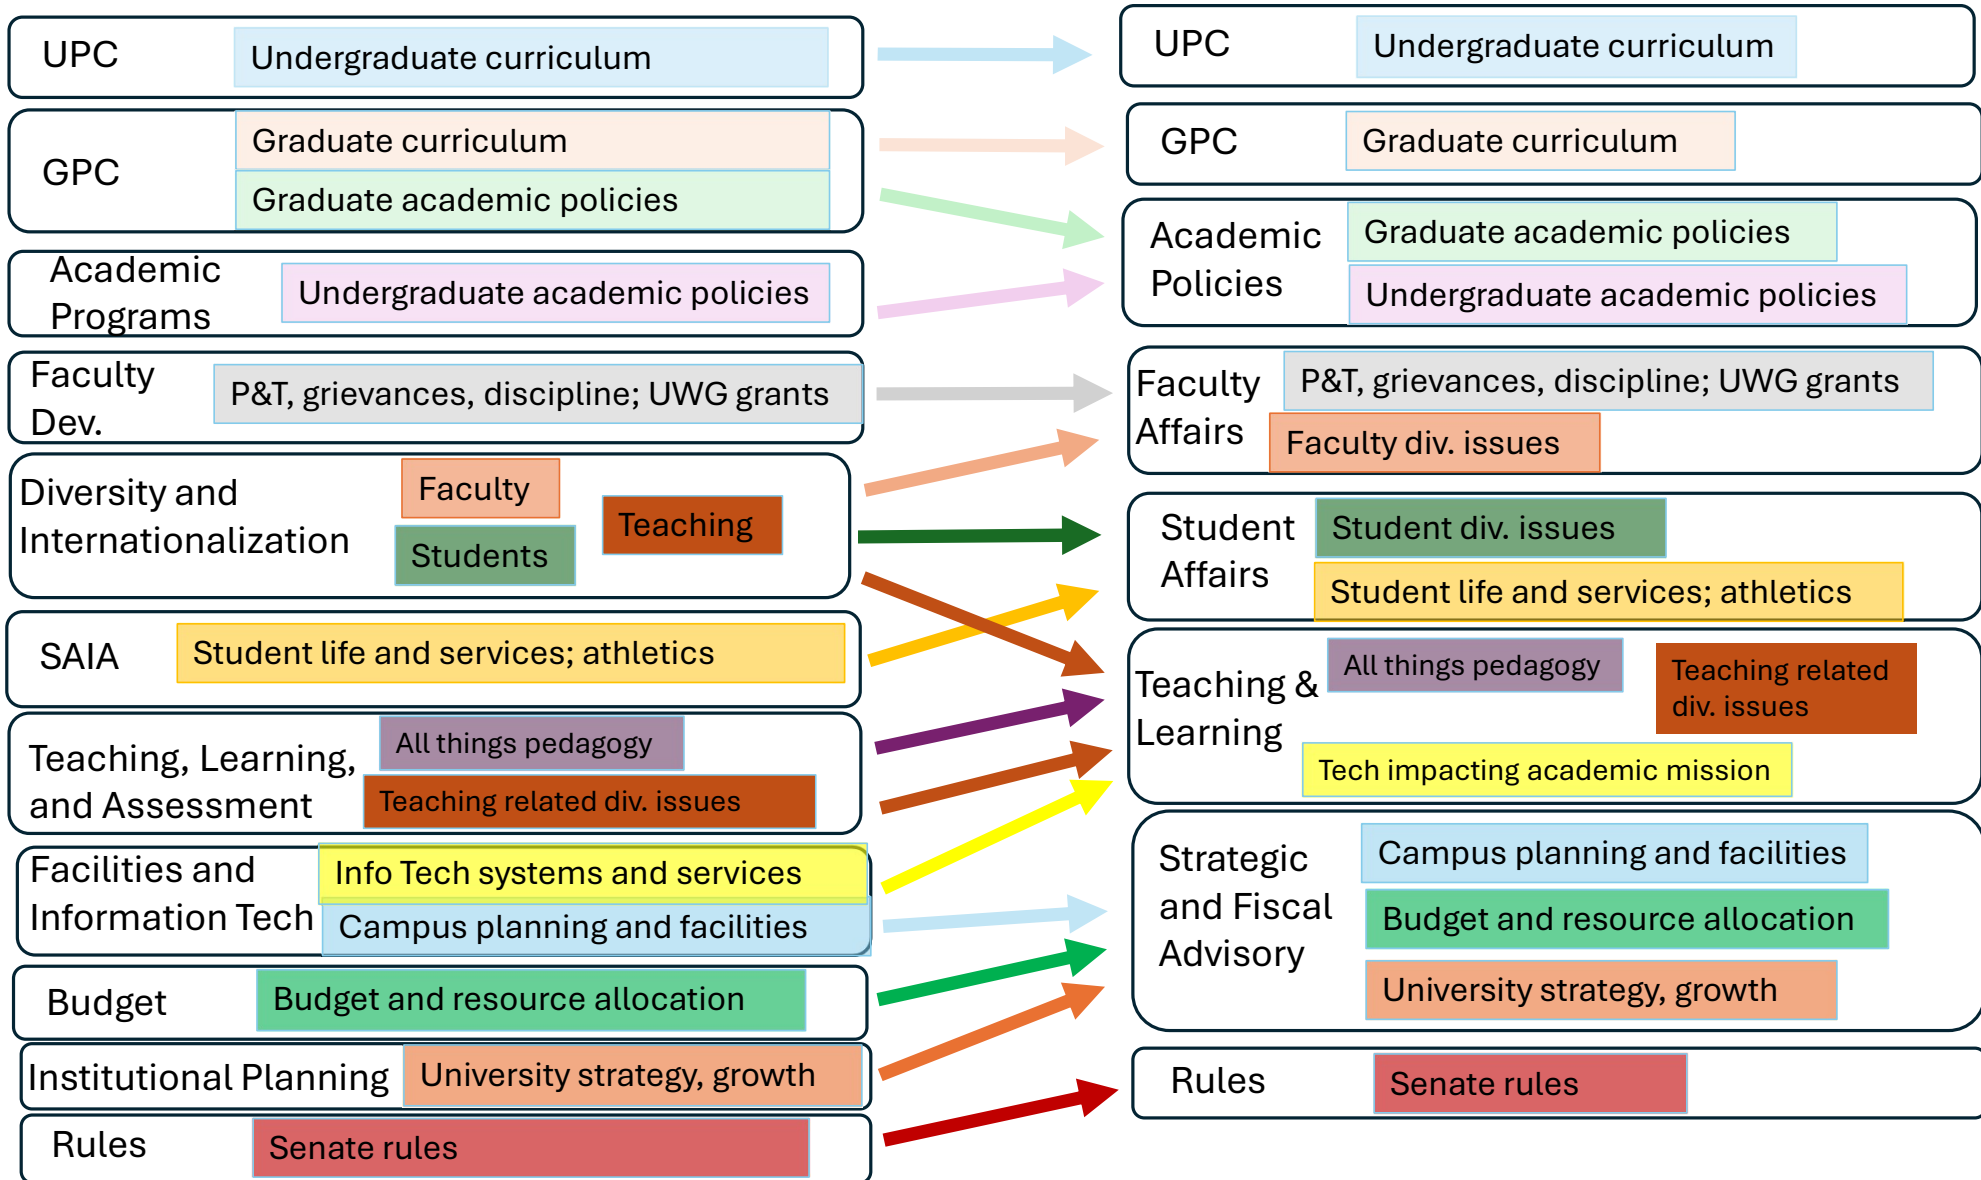 UPC
Undergraduate curriculum
GPC
Graduate curriculum
Graduate academic policies
Academic
Programs
Undergraduate academic policies
Faculty
Dev.
P&T, grievances, discipline; UWG grants
Diversity and
Internationalization
Faculty
Students
Teaching
SAIA
Student life and services; athletics
Teaching, Learning,
and Assessment
All things pedagogy
Teaching related div. issues
Facilities and
Information Tech
Info Tech systems and services
Campus planning and facilities
Budget
Budget and resource allocation
Institutional Planning
University strategy, growth
Rules
Senate rules
UPC
Undergraduate curriculum
GPC
Graduate curriculum
Academic
Policies
Graduate academic policies
Undergraduate academic policies
Faculty
Affairs
P&T, grievances, discipline; UWG grants
Faculty div. issues
Student
Affairs
Student div. issues
Student life and services; athletics
Teaching &
Learning
All things pedagogy
Teaching related
div. issues
Tech impacting academic mission
Strategic
and Fiscal
Advisory
Campus planning and facilities
Budget and resource allocation
University strategy, growth
Rules
Senate rules